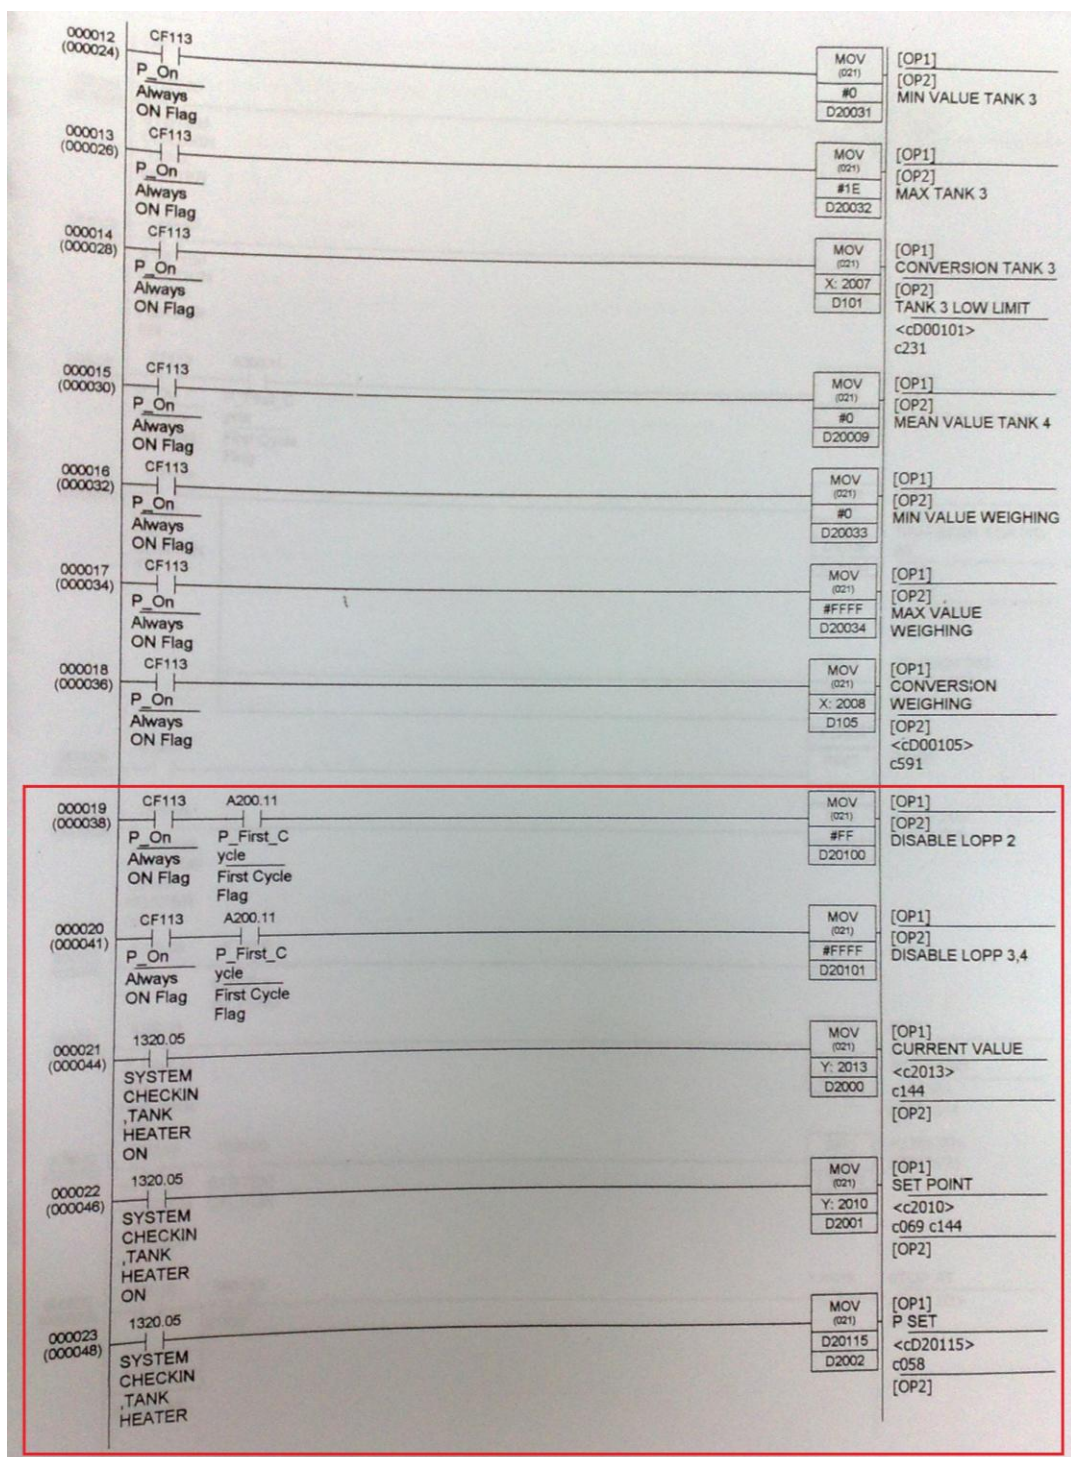 000012
(000024)
CF113
P_On
Always
ON Flag
MOV
(021)
#0
D20031
[OP1]
[OP2]
MIN VALUE TANK 3
000013
(000026)
CF113
P_On
Always
ON Flag
MOV
(021)
#1E
D20032
[OP1]
[OP2]
MAX TANK 3
000014
(000028)
CF113
P_On
Always
ON Flag
MOV
(021)
X: 2007
D101
[OP1]
CONVERSION TANK 3
[OP2]
TANK 3 LOW LIMIT
<cD00101>
c231
000015
(000030)
CF113
P_On
Always
ON Flag
MOV
(021)
#0
D20009
[OP1]
[OP2]
MEAN VALUE TANK 4
000016
(000032)
CF113
P_On
Always
ON Flag
MOV
(021)
#0
D20033
[OP1]
[OP2]
MIN VALUE WEIGHING
000017
(000034)
CF113
P_On
Always
ON Flag
MOV
(021)
#FFFF
D20034
[OP1]
[OP2]
MAX VALUE
WEIGHING
000018
(000036)
CF113
P_On
Always
ON Flag
MOV
(021)
X: 2008
D105
[OP1]
CONVERSION
WEIGHING
[OP2]
<cD00105>
c591
000019
(000038)
CF113
P_On
Always
ON Flag
A200.11
P_First_C
ycle
First Cycle
Flag
MOV
(021)
#FF
D20100
[OP1]
[OP2]
DISABLE LOPP 2
000020
(000041)
CF113
P_On
Always
ON Flag
A200.11
P_First_C
ycle
First Cycle
Flag
MOV
(021)
#FFFF
D20101
[OP1]
[OP2]
DISABLE LOPP 3,4
000021
(000044)
1320.05
SYSTEM
CHECKIN
,TANK
HEATER
ON
MOV
(021)
Y: 2013
D2000
[OP1]
CURRENT VALUE
<c2013>
c144
[OP2]
000022
(000046)
1320.05
SYSTEM
CHECKIN
,TANK
HEATER
ON
MOV
(021)
Y: 2010
D2001
[OP1]
SET POINT
<c2010>
c069 c144
[OP2]
000023
(000048)
1320.05
SYSTEM
CHECKIN
,TANK
HEATER
MOV
(021)
D20115
D2002
[OP1]
P SET
<cD20115>
c058
[OP2]